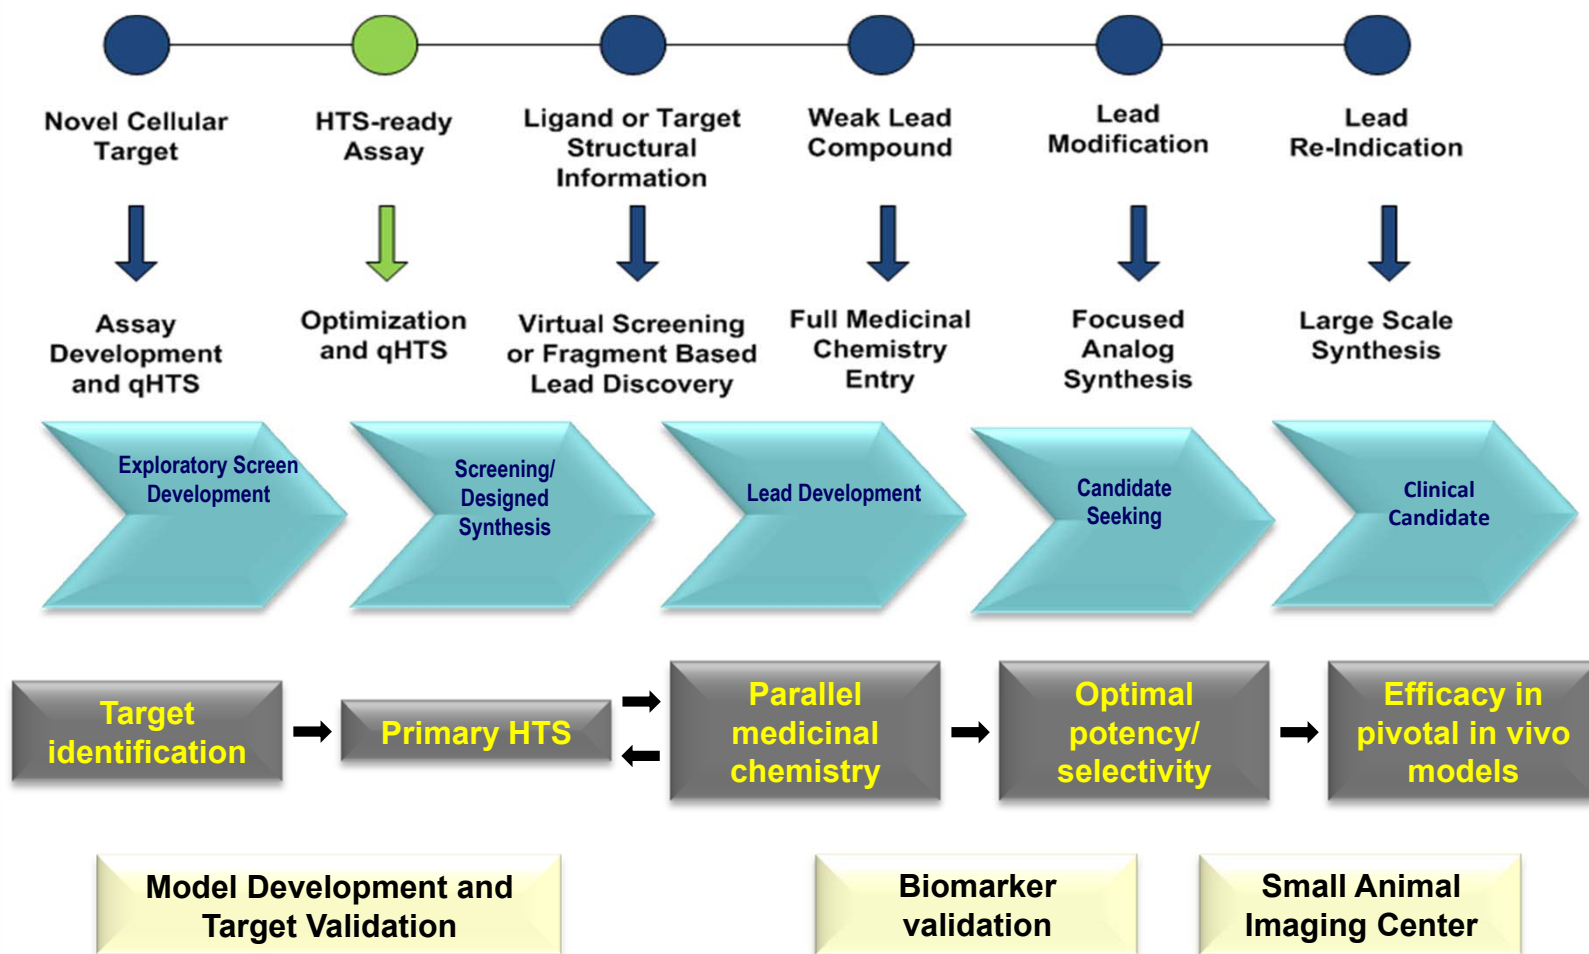 Novel Cellular
Target
HTS-ready
Assay
Ligand or Target
Structural
Information
Weak Lead
Compound
Lead
Modification
Lead
Re-Indication
Assay
Development
and qHTS
Optimization
and qHTS
Virtual Screening
or Fragment Based
Lead Discovery
Full Medicinal
Chemistry
Entry
Focused
Analog
Synthesis
Large Scale
Synthesis
Exploratory Screen
Development
Screening/
Designed
Synthesis
Lead Development
Candidate
Seeking
Clinical
Candidate
Target
identification
Primary HTS
Parallel
medicinal
chemistry
Optimal
potency/
selectivity
Efficacy in
pivotal in vivo
models
Model Development and
Target Validation
Biomarker
validation
Small Animal
Imaging Center